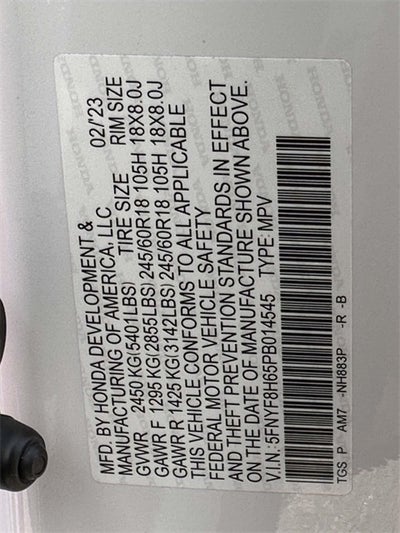 MFD. BY HONDA DEVELOPMENT &
MANUFACTURING OF AMERICA, LLC 02/'23
GVWR 2450 KG(5401LBS) TIRE SIZE RIM SIZE
GAWR F 1295 KG(2855LBS) 245/60R18 105H 18X8.0J
GAWR R 1425 KG(3142LBS) 245/60R18 105H 18X8.0J
THIS VEHICLE CONFORMS TO ALL APPLICABLE
FEDERAL MOTOR VEHICLE SAFETY
AND THEFT PREVENTION STANDARDS IN EFFECT
ON THE DATE OF MANUFACTURE SHOWN ABOVE.
V.I.N.: 5FNYF8H65PB014545 TYPE: MPV
TGS P AM7 -NH883P -R -B